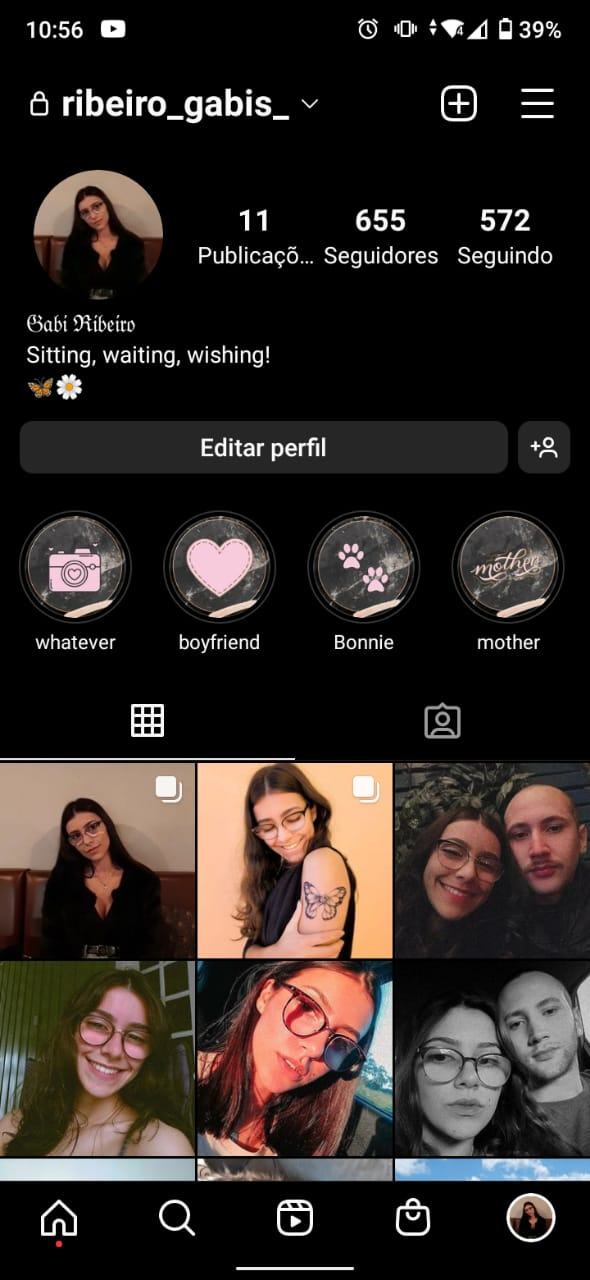 10:56 39%
ribeiro_gabis_
11 655 572
Publicaçõ... Seguidores Seguindo
𝔊𝔞𝔟𝔦 ℜ𝔦𝔟𝔢𝔦𝔯𝔬
Sitting, waiting, wishing!
🦋🌼
Editar perfil
mother
whatever boyfriend Bonnie mother